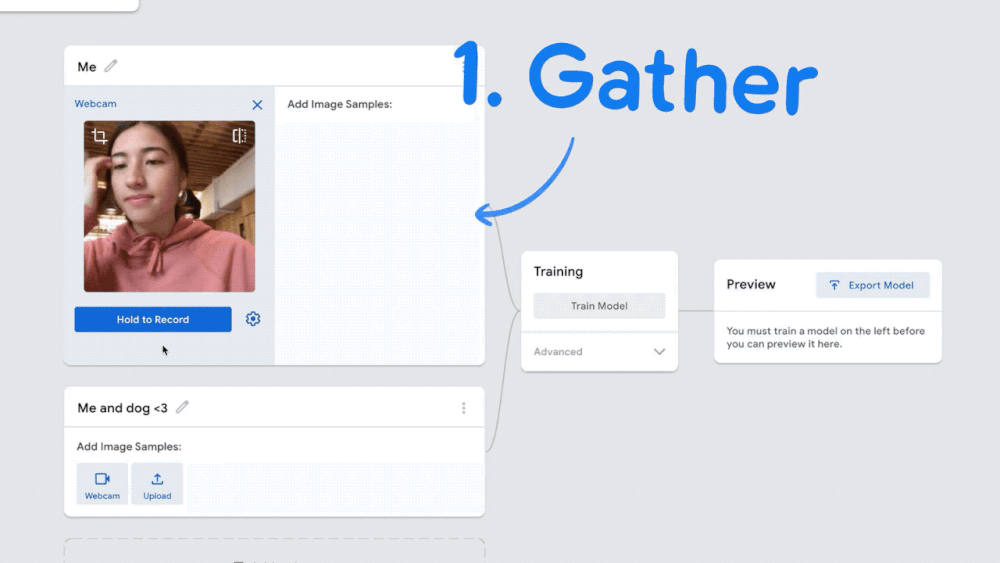 1. Gather
Me
Webcam
Add Image Samples:
Hold to Record
Training
Train Model
Advanced
Preview
Export Model
You must train a model on the left before
you can preview it here.
Me and dog <3
Add Image Samples:
Webcam
Upload